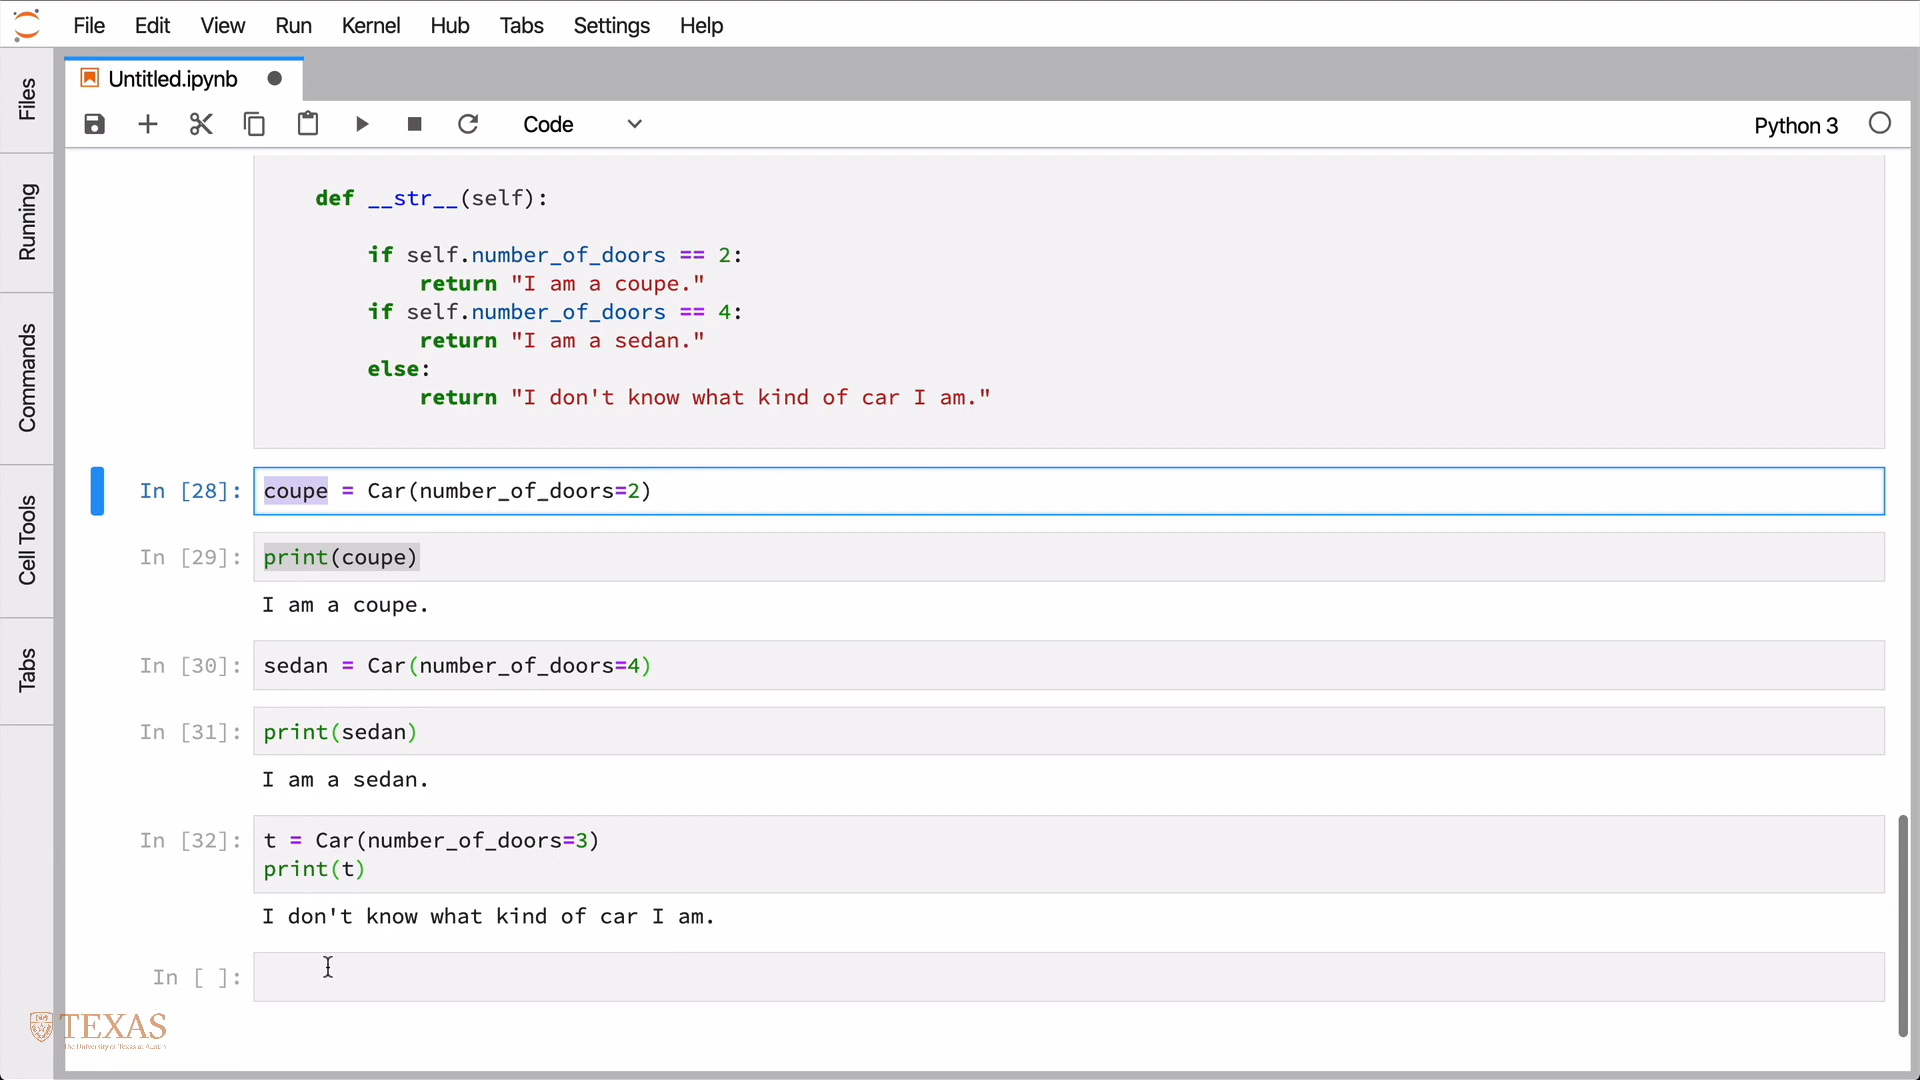 File Edit View Run Kernel Hub Tabs Settings Help
Untitled.ipynb
Code
Python 3
Files
Running
Commands
Cell Tools
Tabs
def __str__(self):
if self.number_of_doors == 2:
return "I am a coupe."
if self.number_of_doors == 4:
return "I am a sedan."
else:
return "I don't know what kind of car I am."
In [28]: coupe = Car(number_of_doors=2)
In [29]: print(coupe)
I am a coupe.
In [30]: sedan = Car(number_of_doors=4)
In [31]: print(sedan)
I am a sedan.
In [32]: t = Car(number_of_doors=3)
print(t)
I don't know what kind of car I am.
In [ ]:
TEXAS
The University of Texas at Austin